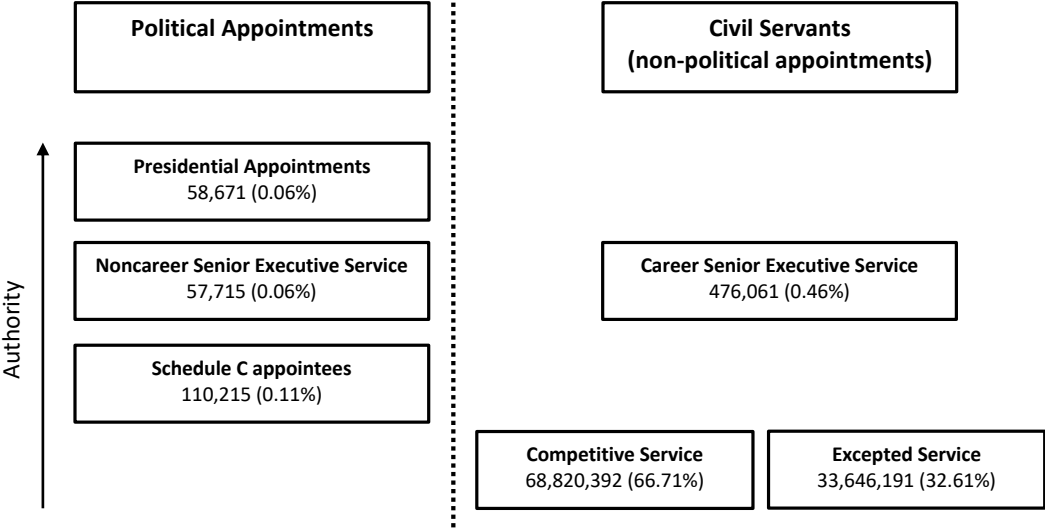 Political Appointments
Civil Servants
(non-political appointments)
Authority
Presidential Appointments
58,671 (0.06%)
Noncareer Senior Executive Service
57,715 (0.06%)
Career Senior Executive Service
476,061 (0.46%)
Schedule C appointees
110,215 (0.11%)
Competitive Service
68,820,392 (66.71%)
Excepted Service
33,646,191 (32.61%)